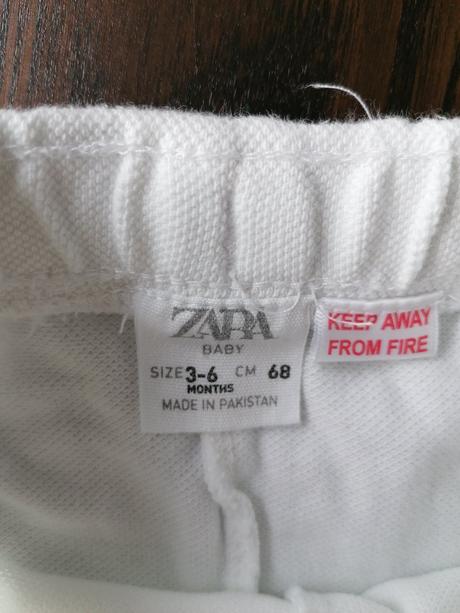 ZARA
BABY
SIZE 3-6 CM 68
MONTHS
MADE IN PAKISTAN
KEEP AWAY
FROM FIRE